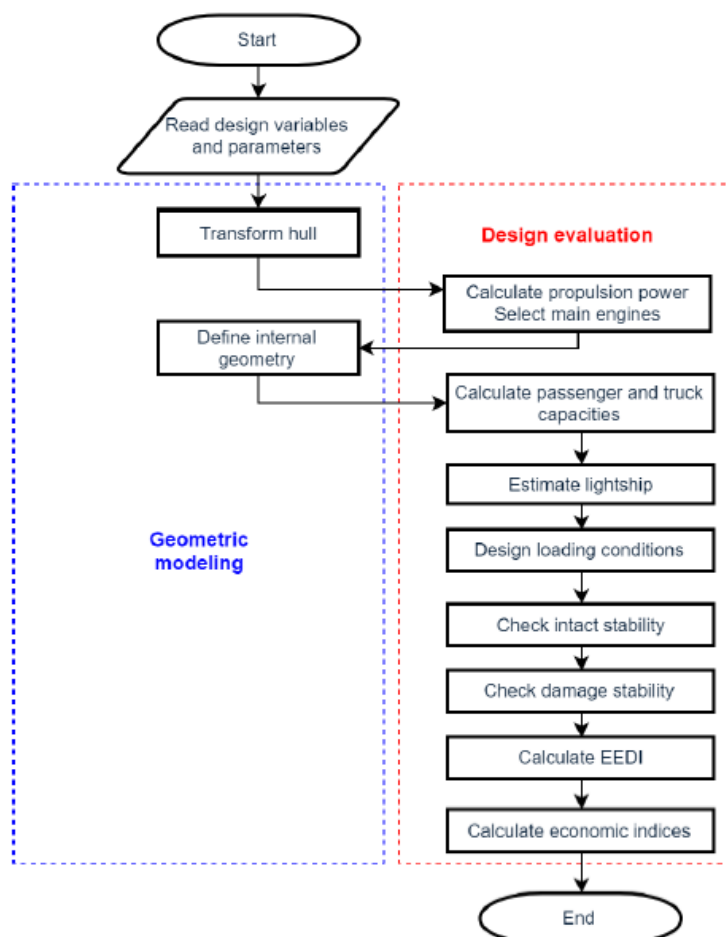 Start
Read design variables
and parameters
Transform hull
Design evaluation
Calculate propulsion power
Select main engines
Define internal
geometry
Calculate passenger and truck
capacities
Estimate lightship
Geometric
modeling
Design loading conditions
Check intact stability
Check damage stability
Calculate EEDI
Calculate economic indices
End